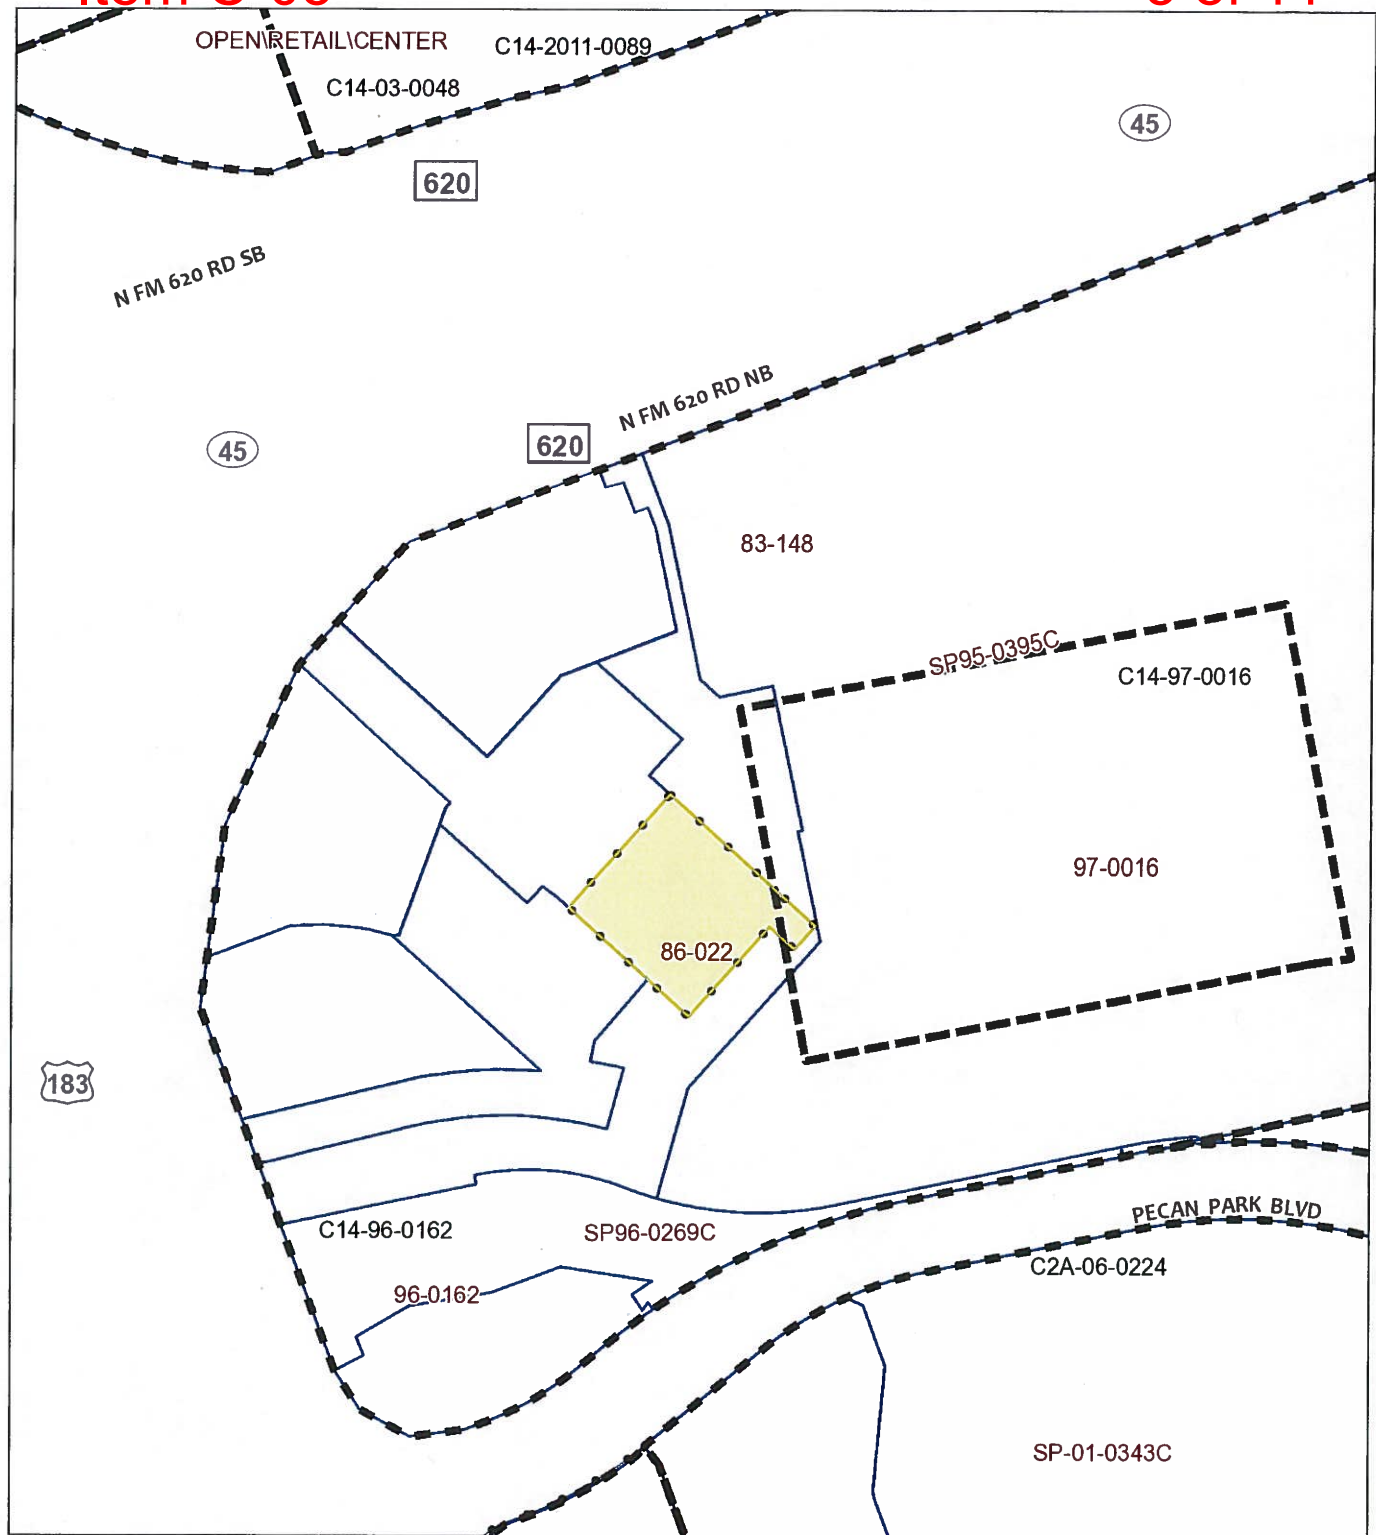 OPEN\RETAIL\CENTER
C14-2011-0089
C14-03-0048
45
620
N FM 620 RD SB
N FM 620 RD NB
45
620
83-148
SP95-0395C
C14-97-0016
97-0016
86-022
183
PECAN PARK BLVD
C14-96-0162
SP96-0269C
C2A-06-0224
96-0162
SP-01-0343C